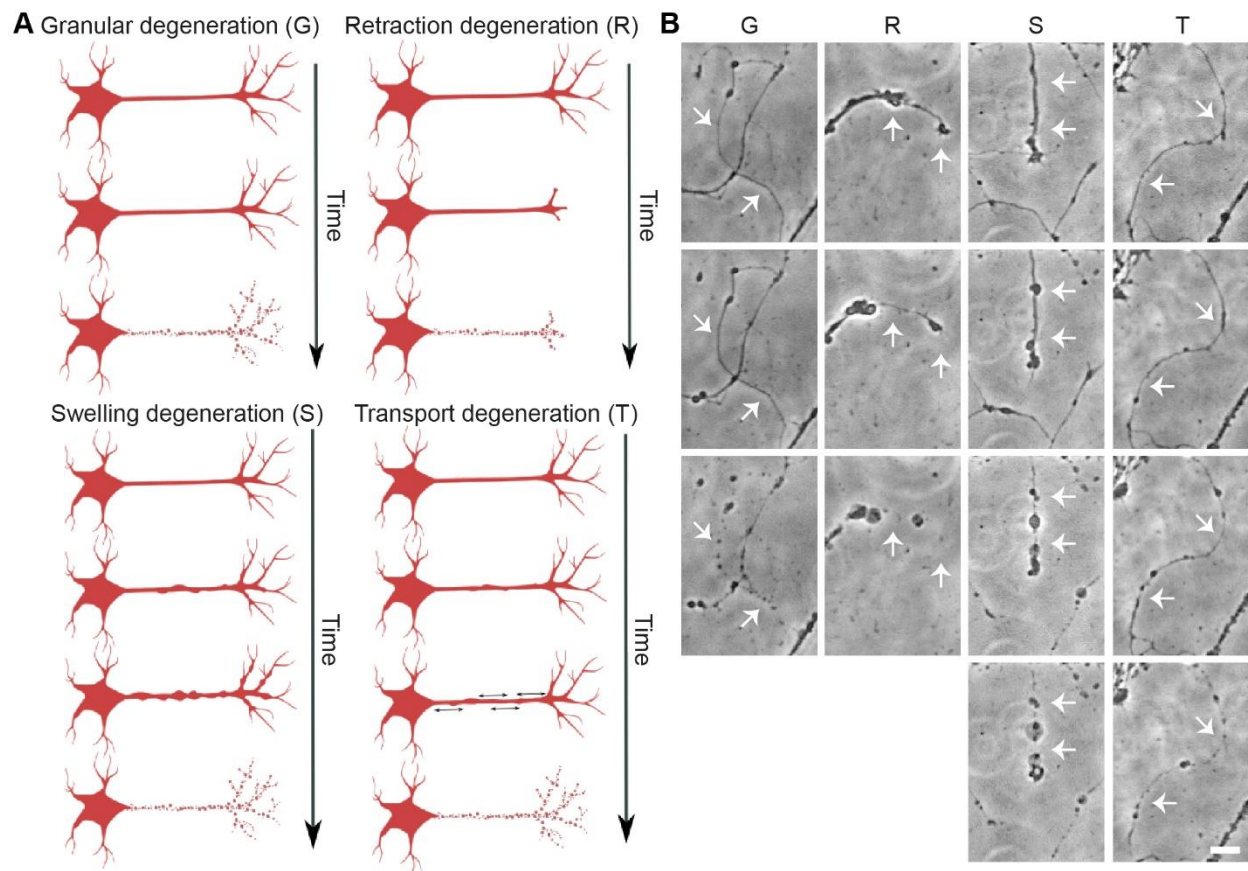 A Granular degeneration (G)
Retraction degeneration (R)
Time
Time
Swelling degeneration (S)
Transport degeneration (T)
Time
Time
B
G
R
S
T